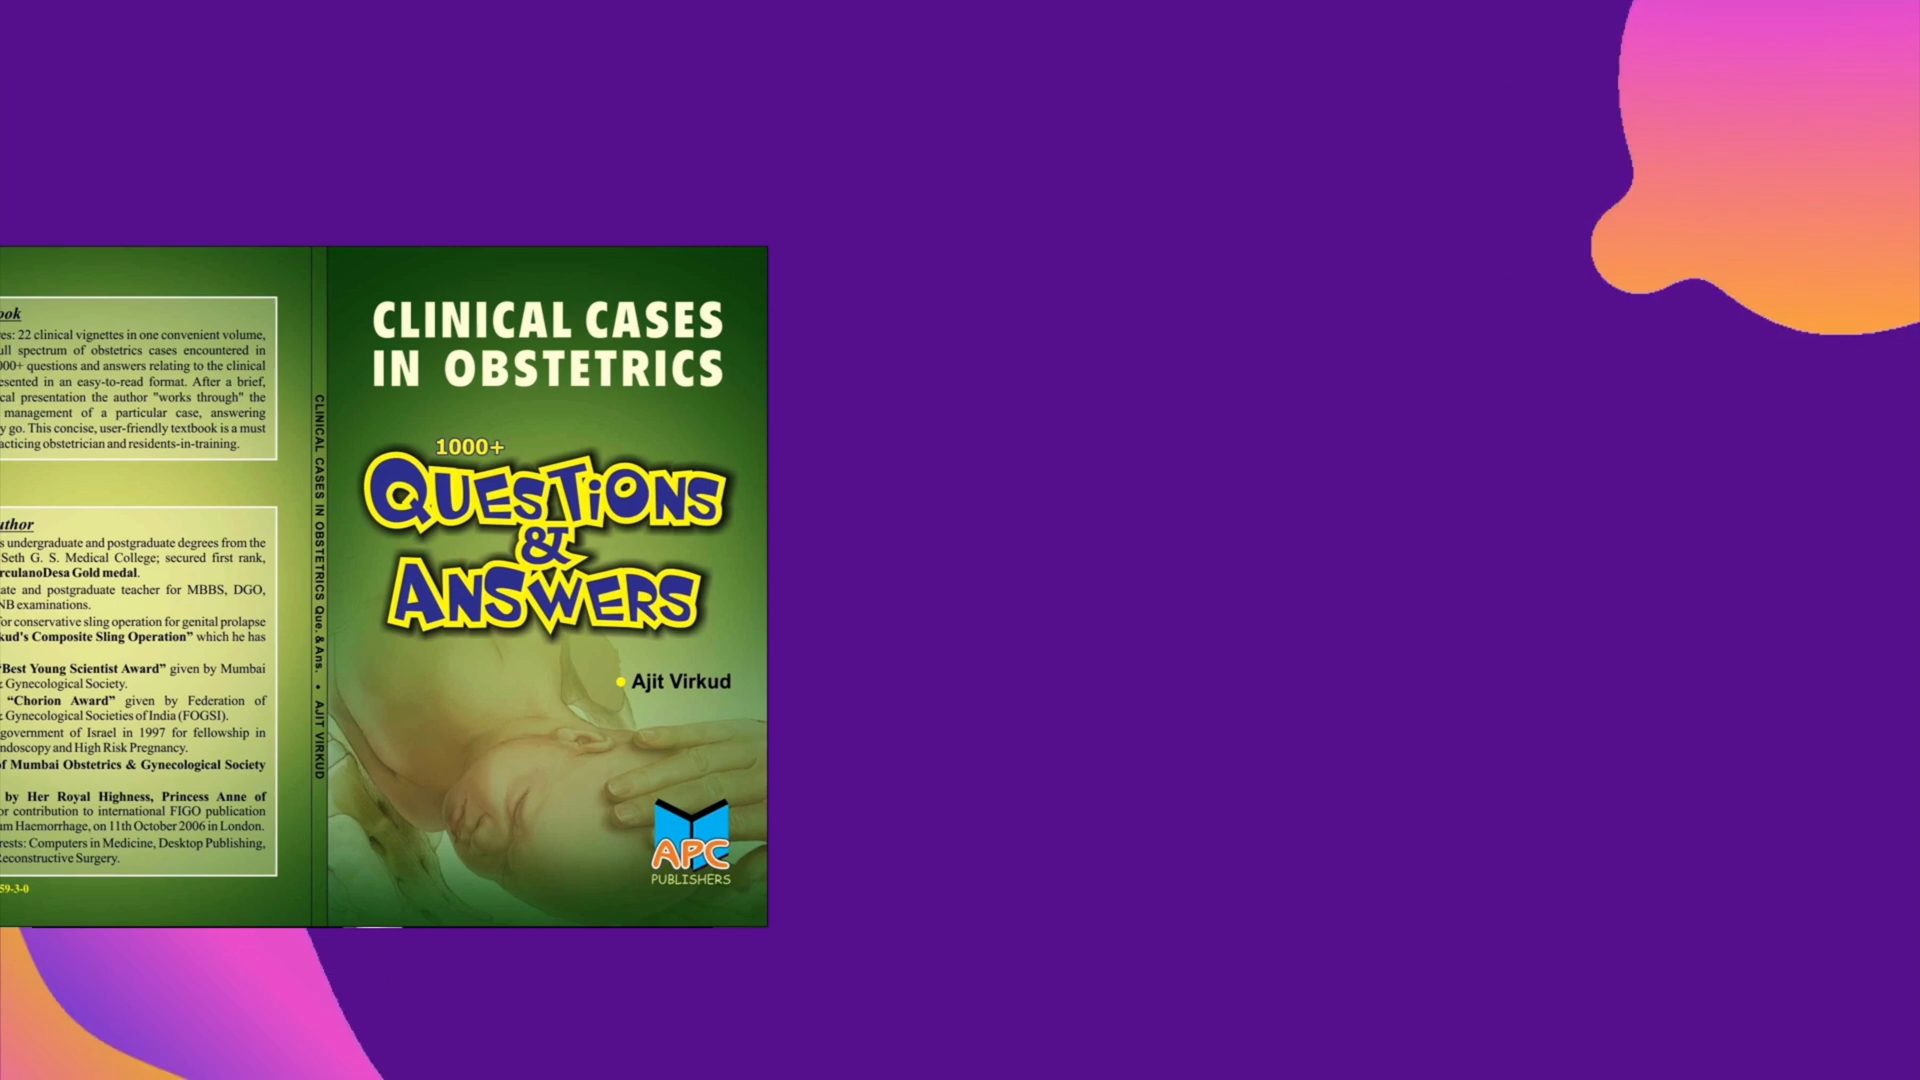 ook
es: 22 clinical vignettes in one convenient volume,
ull spectrum of obstetrics cases encountered in
000+ questions and answers relating to the clinical
esented in an easy-to-read format. After a brief,
cal presentation the author "works through" the
management of a particular case, answering
y go. This concise, user-friendly textbook is a must
acticing obstetrician and residents-in-training.
uthor
s undergraduate and postgraduate degrees from the
Seth G. S. Medical College; secured first rank,
rculanoDesa Gold medal.
ate and postgraduate teacher for MBBS, DGO,
NB examinations.
for conservative sling operation for genital prolapse
kud's Composite Sling Operation” which he has
“Best Young Scientist Award” given by Mumbai
& Gynecological Society.
“Chorion Award” given by Federation of
& Gynecological Societies of India (FOGSI).
government of Israel in 1997 for fellowship in
ndoscopy and High Risk Pregnancy.
of Mumbai Obstetrics & Gynecological Society
by Her Royal Highness, Princess Anne of
or contribution to international FIGO publication
um Haemorrhage, on 11th October 2006 in London.
rests: Computers in Medicine, Desktop Publishing,
Reconstructive Surgery.
59-3-0
CLINICAL CASES IN OBSTETRICS Que. & Ans. • AJIT VIRKUD
CLINICAL CASES
IN OBSTETRICS
1000+
QUESTiONS
&
ANSWERS
• Ajit Virkud
APC
PUBLISHERS